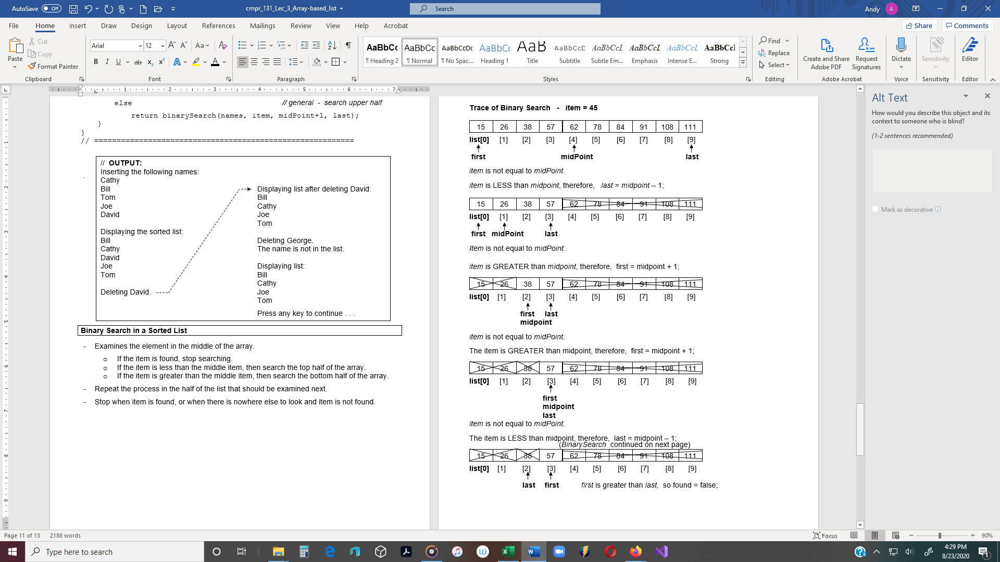 AutoSave Off cmpr_131_Lec_3_Array-based_list Search Andy A
File Home Insert Draw Design Layout References Mailings Review View Help Acrobat Share Comments
Paste Cut Copy Format Painter Clipboard
Arial 12 Font
Paragraph
AaBbCc ¶ Heading 2
AaBbCc ¶ Normal
AaBbCcDc ¶ No Spac...
AaBbCc Heading 1
AaB Title
AaBbCcD Subtitle
AaBbCcL Subtle Em...
AaBbCcL Emphasis
AaBbCcL Intense E...
AaBbCcl Strong
Styles
Find Replace Select Editing
Create and Share Adobe PDF Request Signatures Adobe Acrobat
Dictate Voice
Sensitivity Sensitivity
Editor Editor
1 2 3 4 5 6 7
else // general - search upper half
return binarySearch(names, item, midPoint+1, last);
}
}
// ===========================================================
// OUTPUT:
Inserting the following names:
Cathy
Bill
Tom
Joe
David
Displaying the sorted list:
Bill
Cathy
David
Joe
Tom
Deleting David.
Displaying list after deleting David:
Bill
Cathy
Joe
Tom
Deleting George.
The name is not in the list.
Displaying list:
Bill
Cathy
Joe
Tom
Press any key to continue . . .
Binary Search in a Sorted List
- Examines the element in the middle of the array.
o If the item is found, stop searching.
o If the item is less than the middle item, then search the top half of the array.
o If the item is greater than the middle item, then search the bottom half of the array.
- Repeat the process in the half of the list that should be examined next.
- Stop when item is found, or when there is nowhere else to look and item is not found.
Trace of Binary Search - item = 45
15 26 38 57 62 78 84 91 108 111
list[0] [1] [2] [3] [4] [5] [6] [7] [8] [9]
first midPoint last
item is not equal to midPoint.
item is LESS than midpoint, therefore, last = midpoint – 1;
15 26 38 57 62 78 84 91 108 111
list[0] [1] [2] [3] [4] [5] [6] [7] [8] [9]
first midPoint last
Item is not equal to midPoint.
item is GREATER than midpoint, therefore, first = midpoint + 1;
15 26 38 57 62 78 84 91 108 111
list[0] [1] [2] [3] [4] [5] [6] [7] [8] [9]
first last
midpoint
item is not equal to midPoint.
The item is GREATER than midpoint, therefore, first = midpoint + 1;
15 26 38 57 62 78 84 91 108 111
list[0] [1] [2] [3] [4] [5] [6] [7] [8] [9]
first
midpoint
last
item is not equal to midPoint.
The item is LESS than midpoint, therefore, last = midpoint – 1;
(BinarySearch continued on next page)
15 26 38 57 62 78 84 91 108 111
list[0] [1] [2] [3] [4] [5] [6] [7] [8] [9]
last first first is greater than last, so found = false;
Alt Text
How would you describe this object and its
context to someone who is blind?
(1-2 sentences recommended)
Mark as decorative
Page 11 of 13 2188 words Focus 90%
Type here to search
4:29 PM
8/23/2020
1